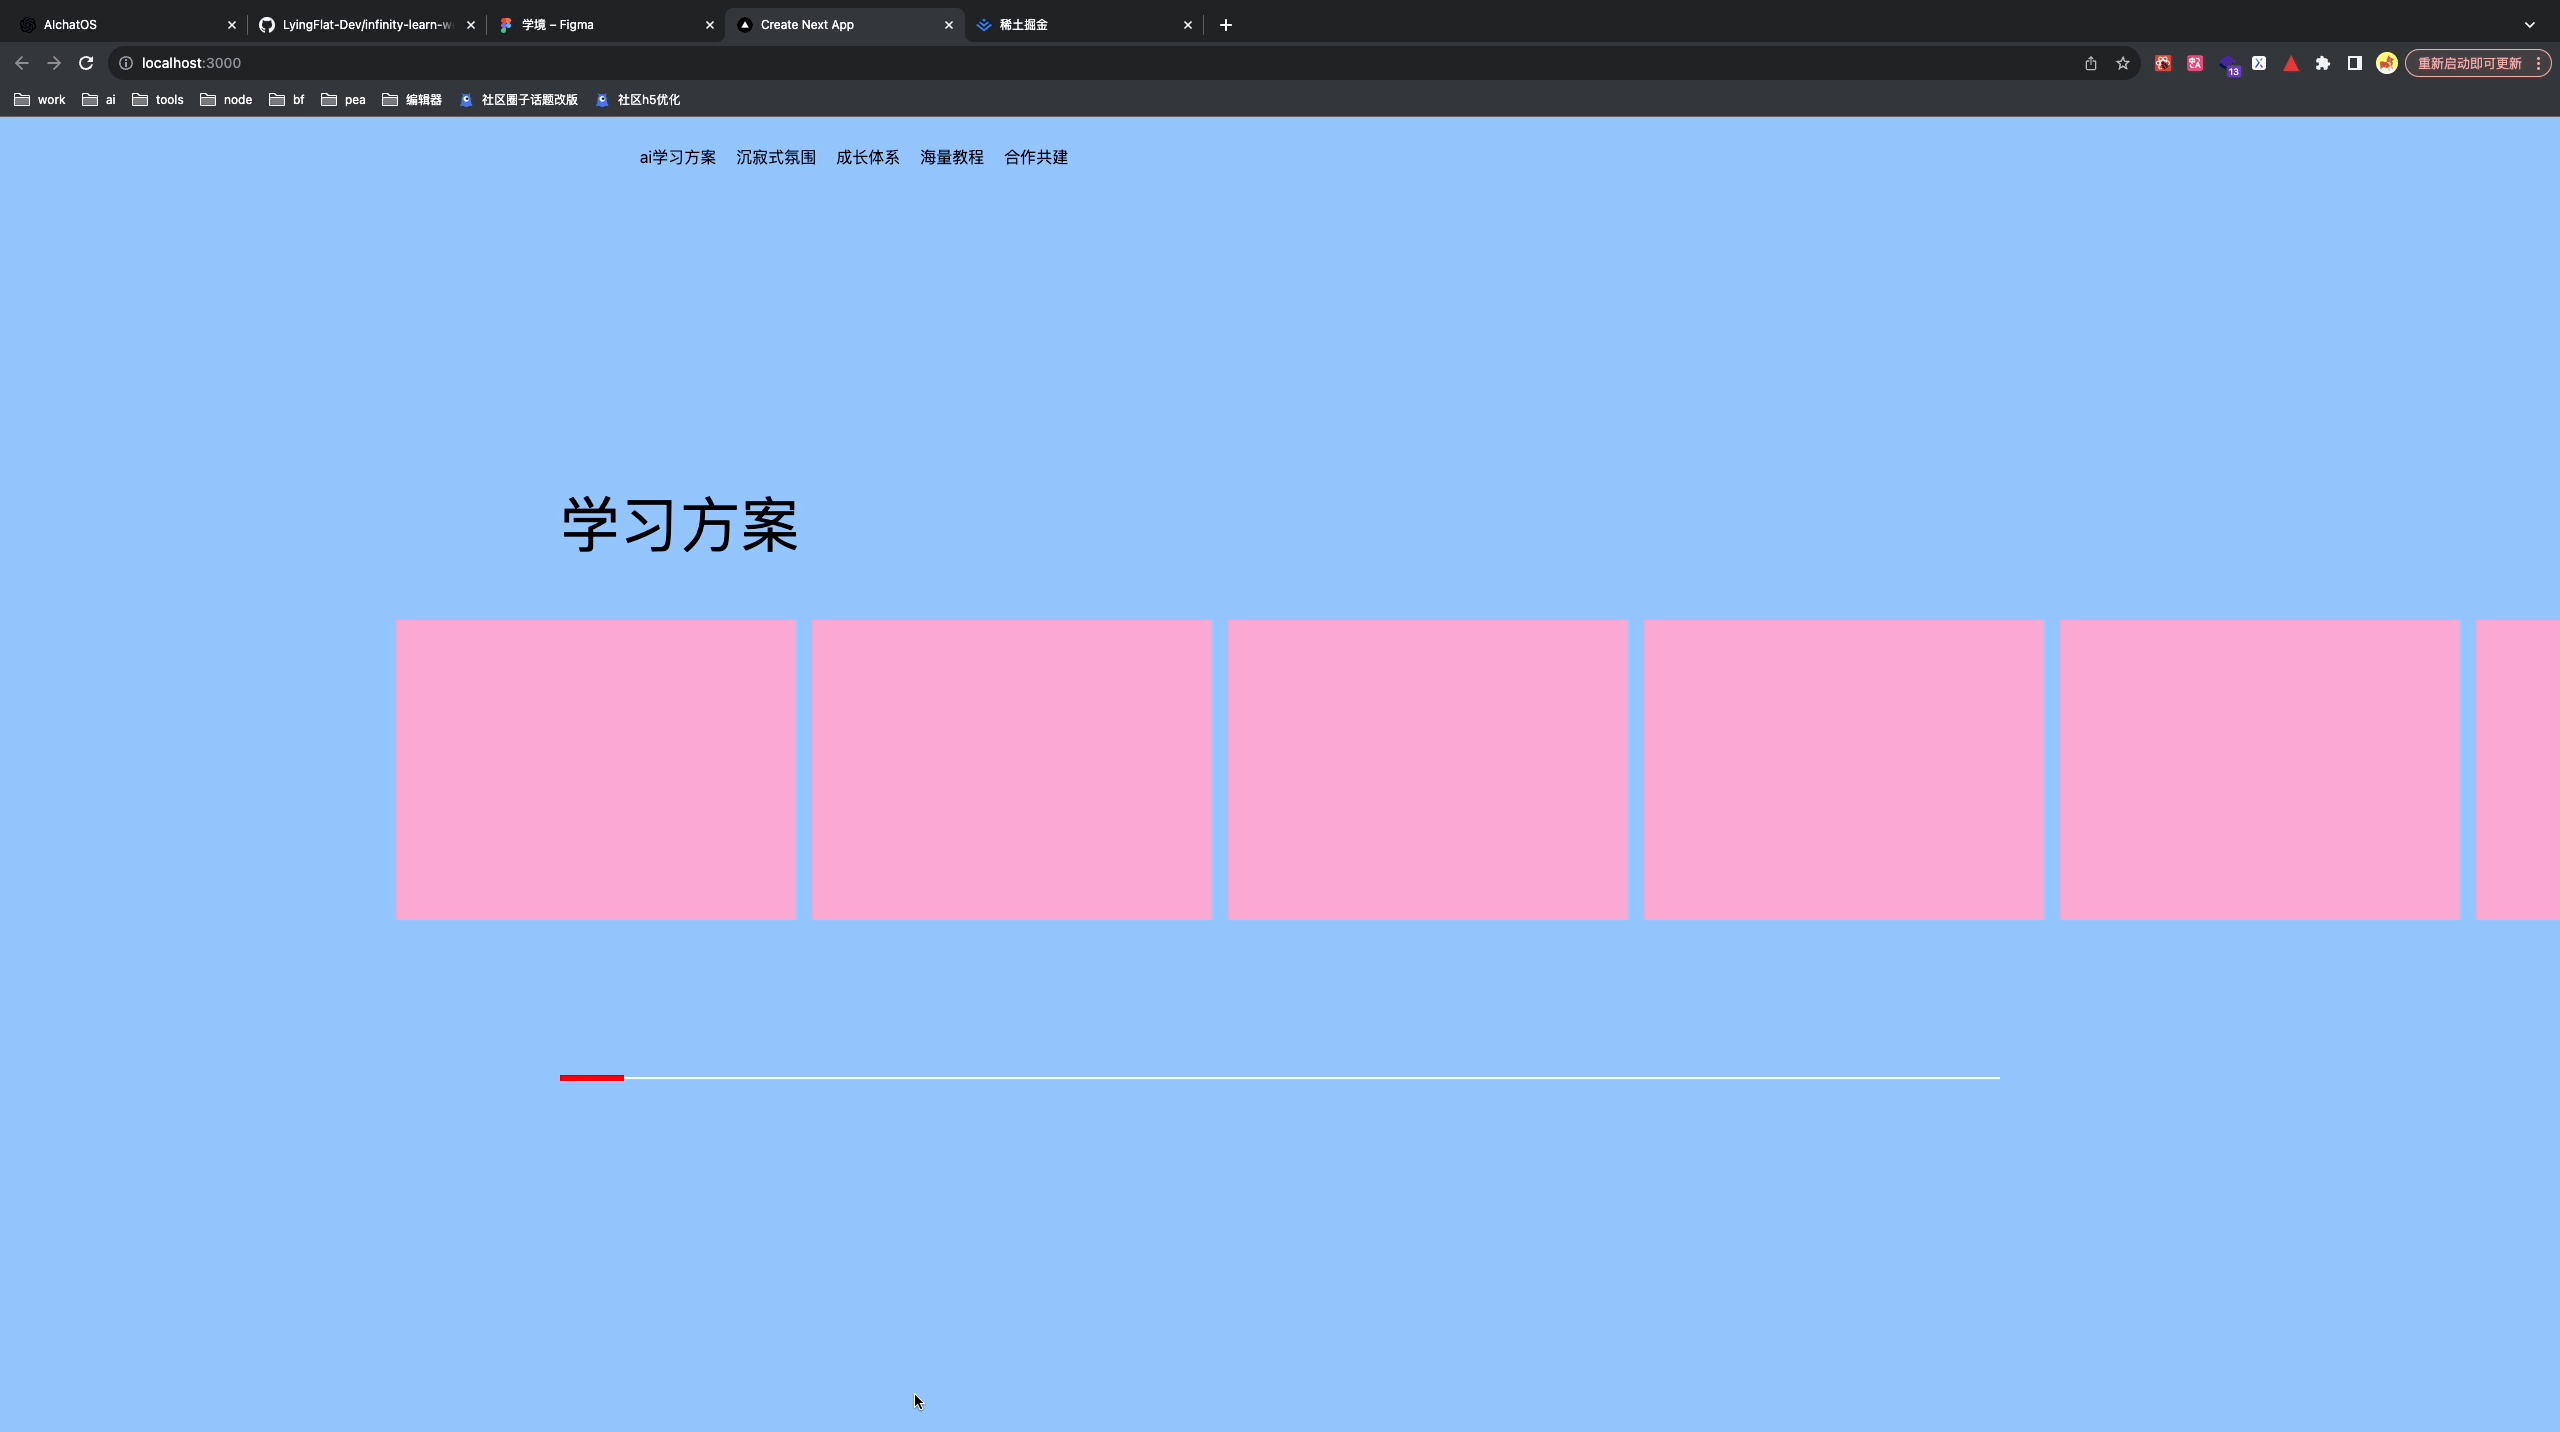 AIchatOS
LyingFlat-Dev/infinity-learn-w
学境 – Figma
Create Next App
稀土掘金
localhost:3000
13
重新启动即可更新
work
ai
tools
node
bf
pea
编辑器
社区圈子话题改版
社区h5优化
ai学习方案
沉寂式氛围
成长体系
海量教程
合作共建
学习方案